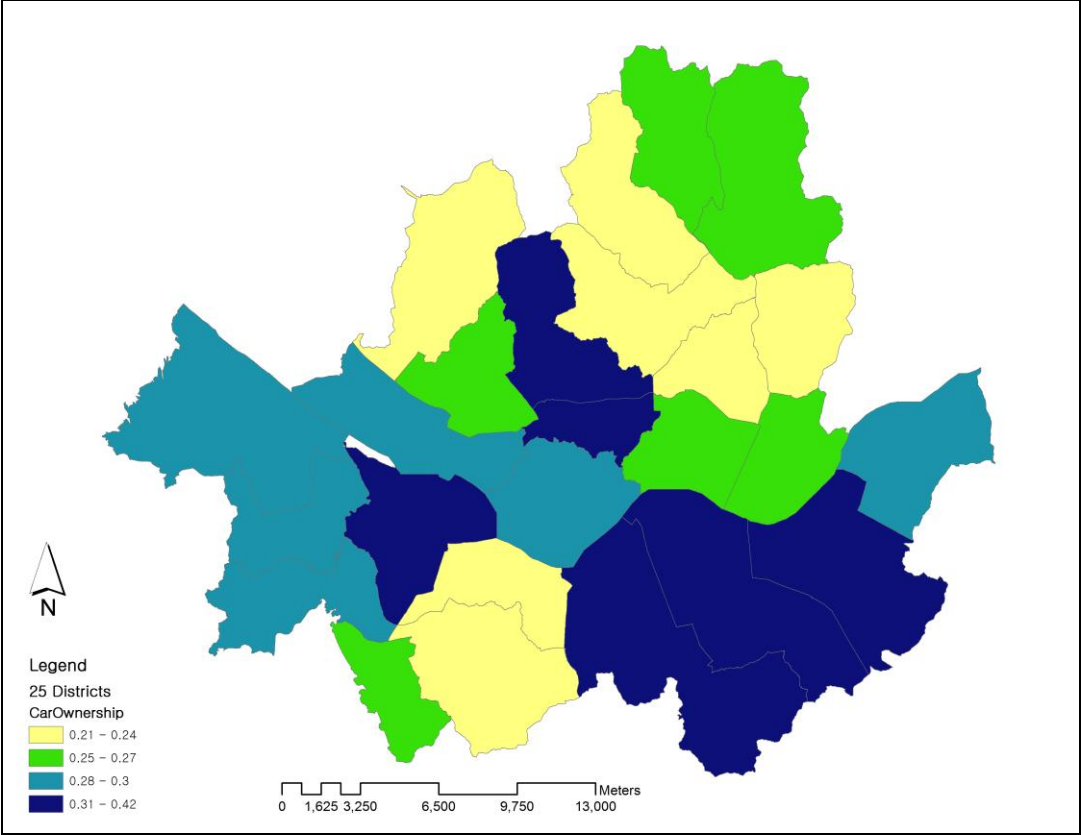 N
Legend
25 Districts
CarOwnership
0.21 - 0.24
0.25 - 0.27
0.28 - 0.3
0.31 - 0.42
Meters
0 1,625 3,250 6,500 9,750 13,000